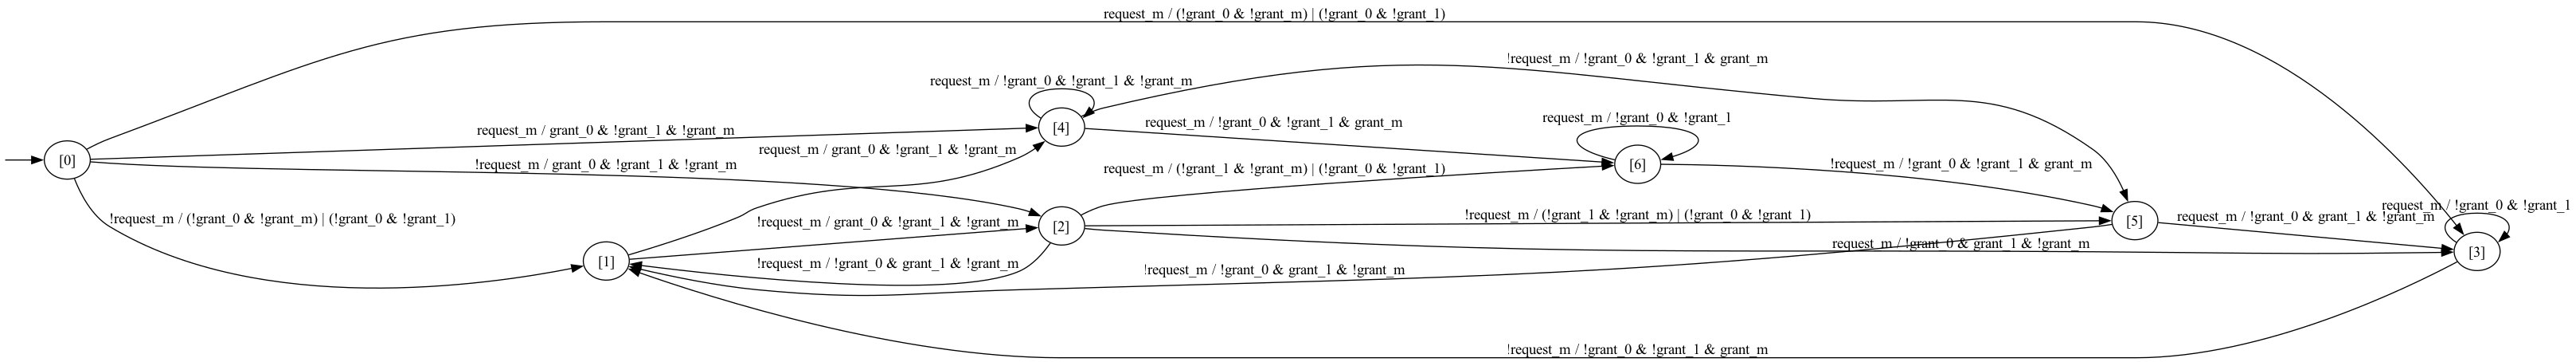 request_m / (!grant_0 & !grant_m) | (!grant_0 & !grant_1)
!request_m / !grant_0 & !grant_1 & grant_m
request_m / !grant_0 & !grant_1 & !grant_m
request_m / !grant_0 & !grant_1
request_m / !grant_0 & !grant_1 & grant_m
[4]
request_m / grant_0 & !grant_1 & !grant_m
request_m / grant_0 & !grant_1 & !grant_m
[0]
!request_m / grant_0 & !grant_1 & !grant_m
[6]
!request_m / !grant_0 & !grant_1 & grant_m
request_m / (!grant_1 & !grant_m) | (!grant_0 & !grant_1)
request_m / !grant_0 & !grant_1
!request_m / (!grant_1 & !grant_m) | (!grant_0 & !grant_1)
request_m / !grant_0 & grant_1 & !grant_m
!request_m / (!grant_0 & !grant_m) | (!grant_0 & !grant_1)
!request_m / grant_0 & !grant_1 & !grant_m
[2]
[5]
request_m / !grant_0 & grant_1 & !grant_m
[3]
[1]
!request_m / !grant_0 & grant_1 & !grant_m
!request_m / !grant_0 & grant_1 & !grant_m
!request_m / !grant_0 & !grant_1 & grant_m